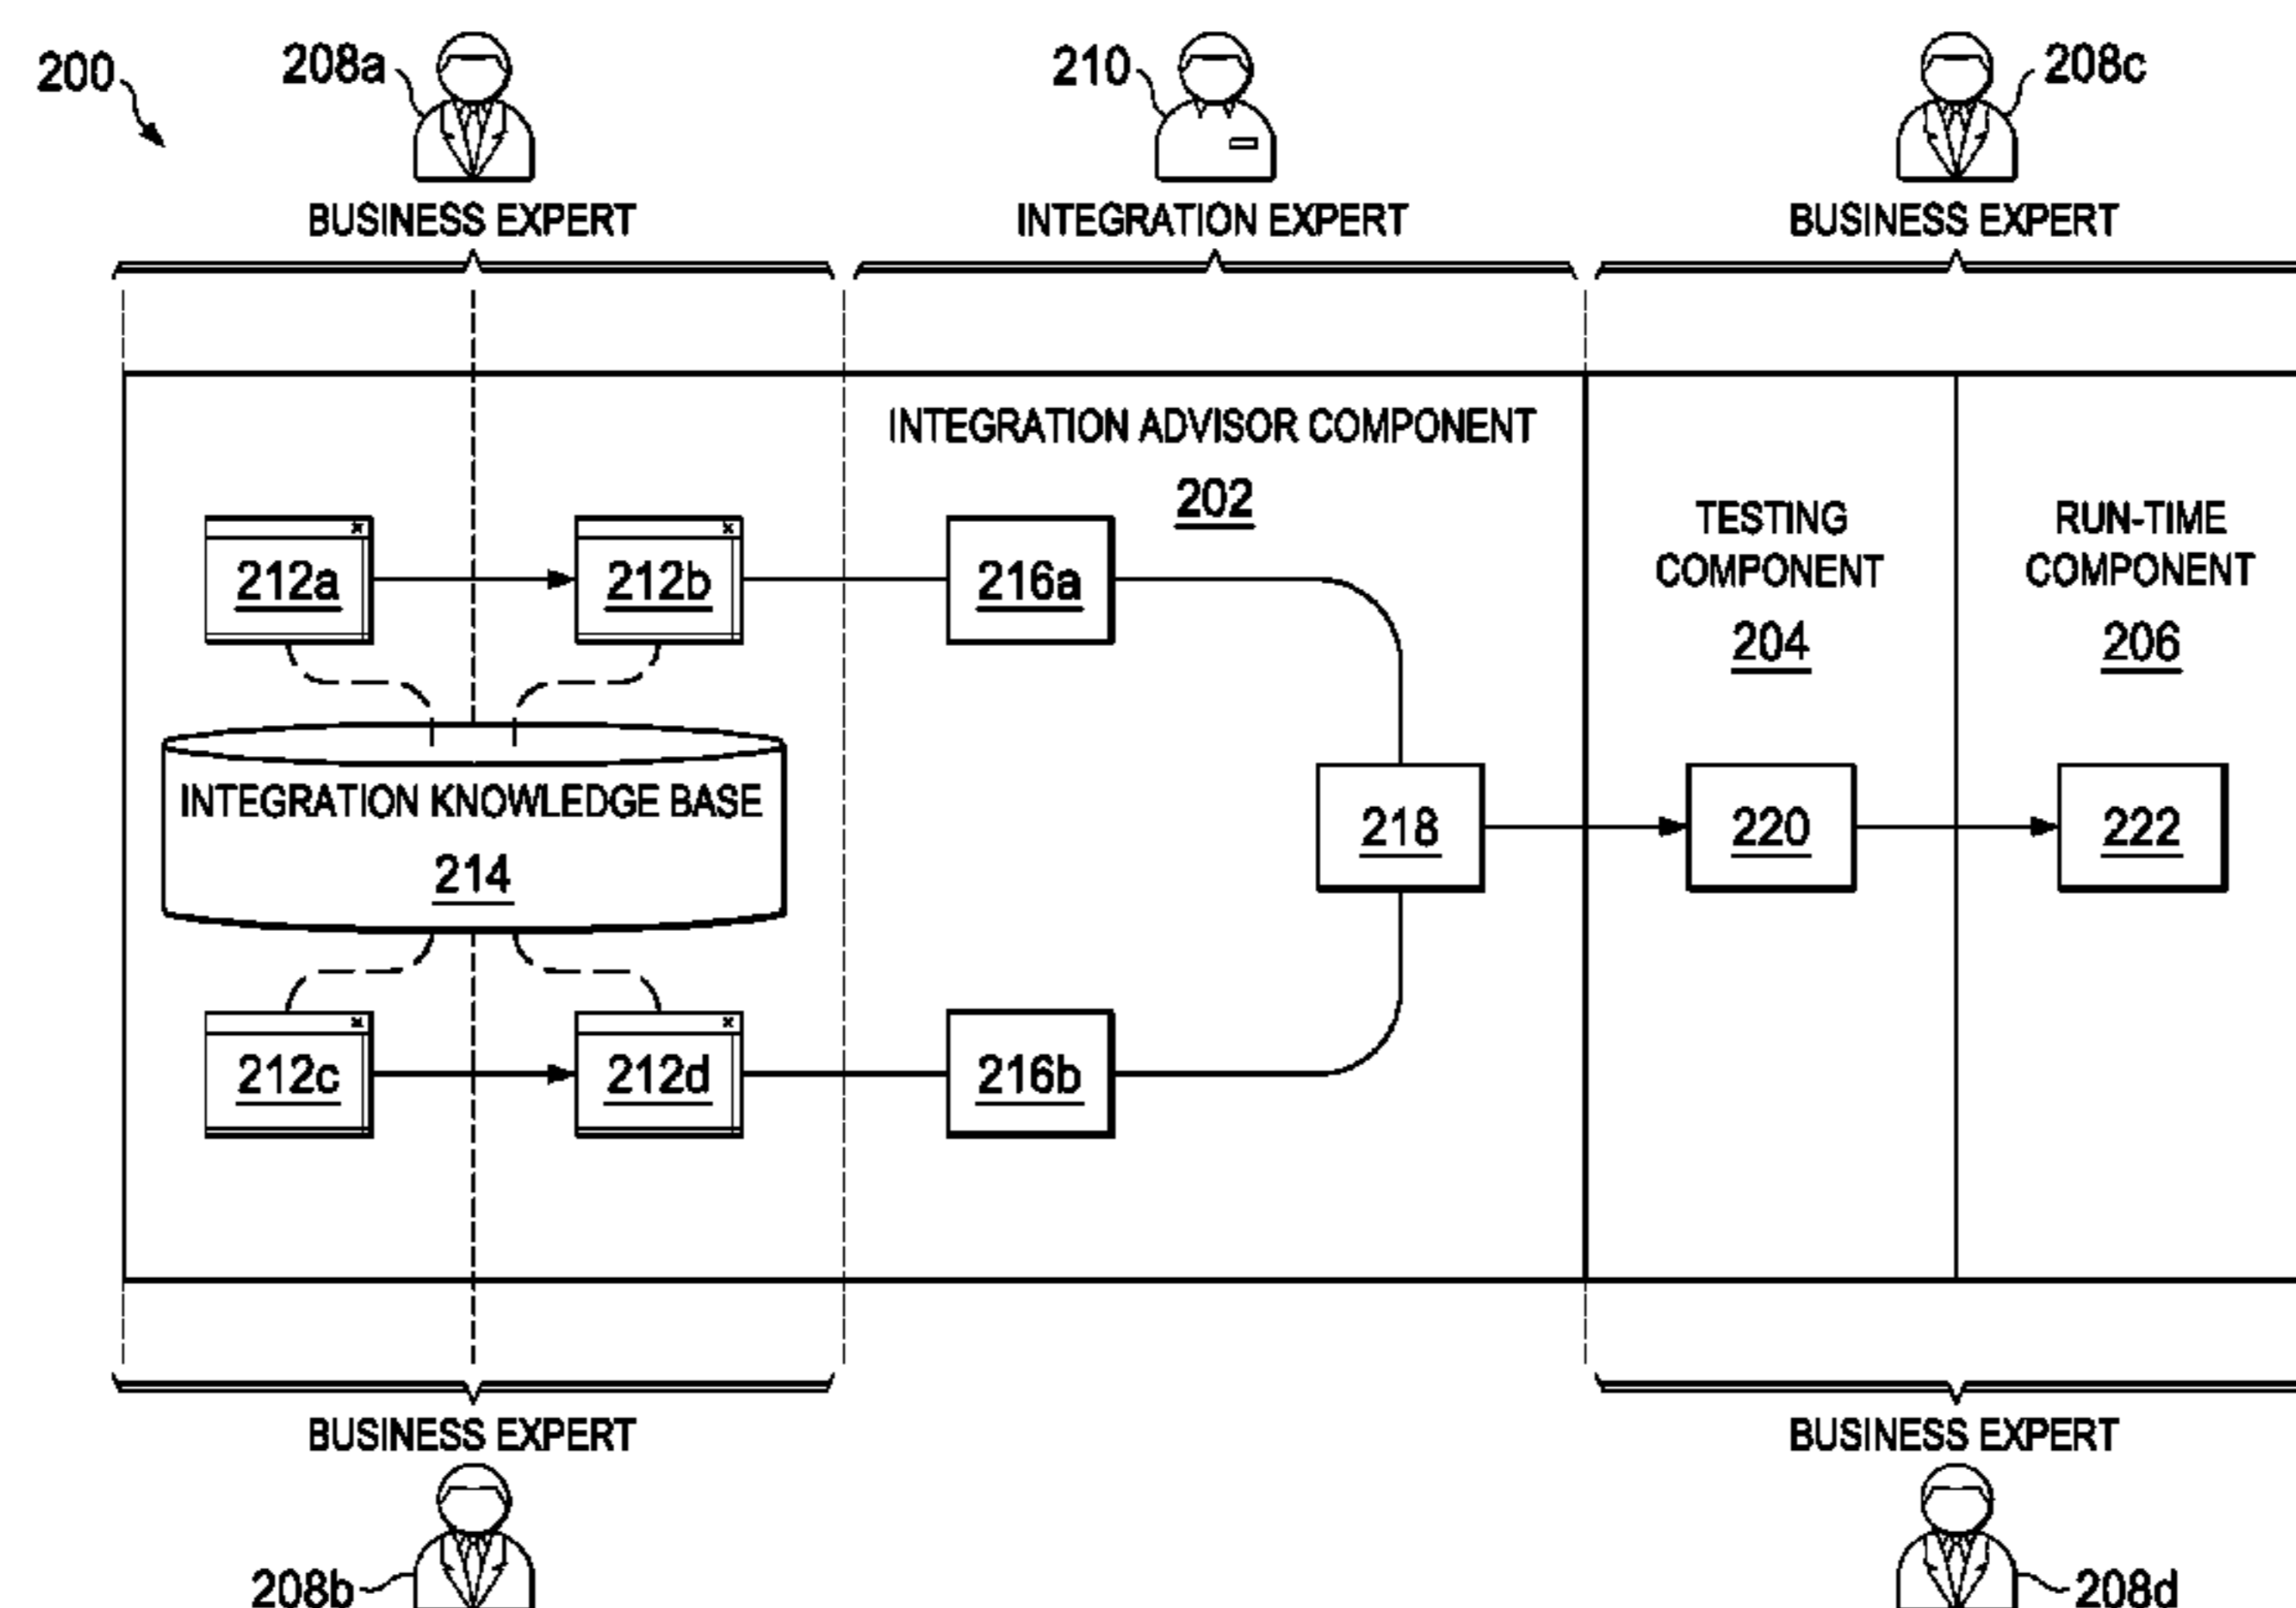 200
208a
210
208c
BUSINESS EXPERT
INTEGRATION EXPERT
BUSINESS EXPERT
INTEGRATION ADVISOR COMPONENT
202
TESTING
COMPONENT
204
RUN-TIME
COMPONENT
206
212a
212b
216a
INTEGRATION KNOWLEDGE BASE
214
218
220
222
212c
212d
216b
BUSINESS EXPERT
BUSINESS EXPERT
208b
208d